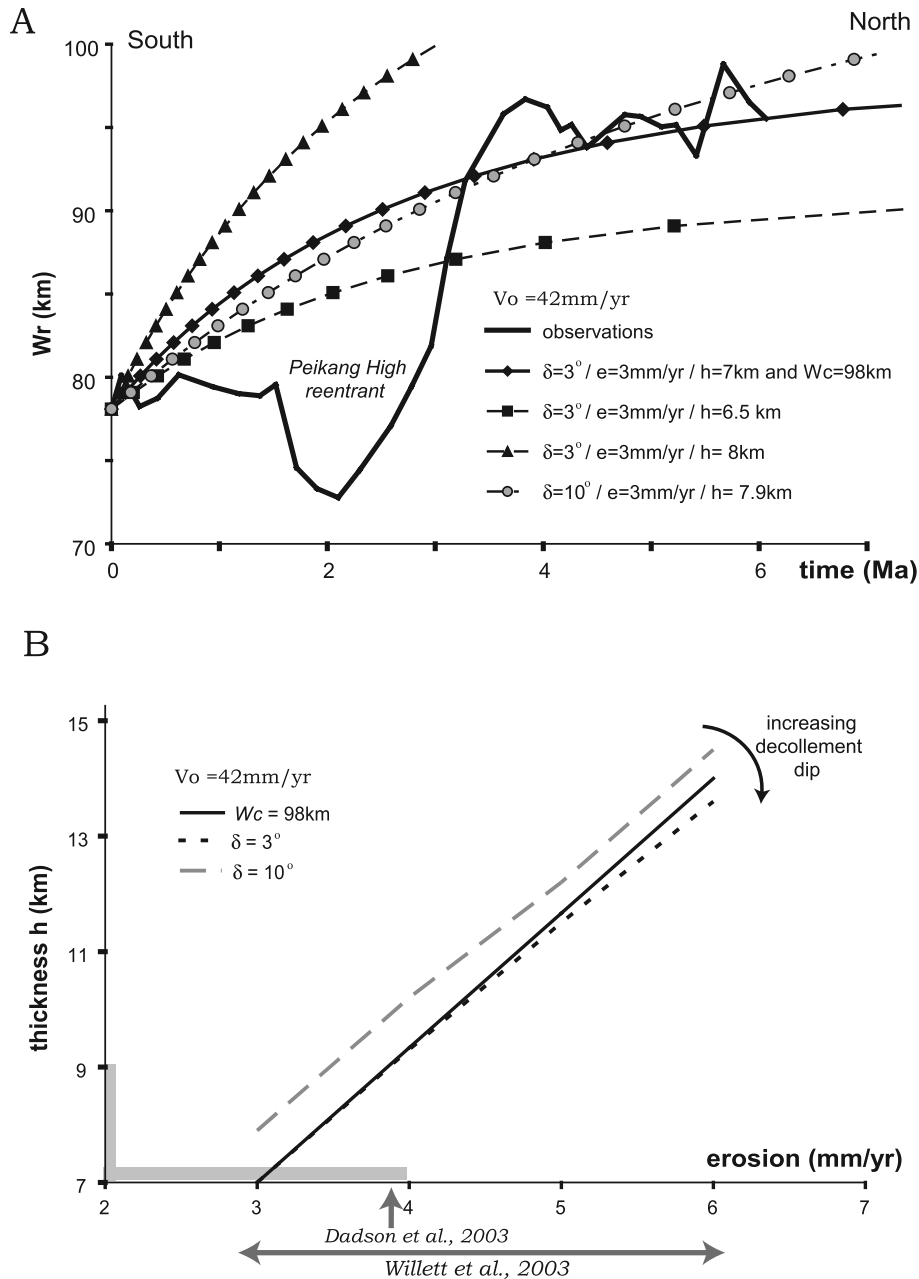 A
South
North
100
90
80
70
Wr (km)
Vo =42mm/yr
observations
Peikang High
reentrant
δ=3° / e=3mm/yr / h=7km and Wc=98km
δ=3° / e=3mm/yr / h=6.5 km
δ=3° / e=3mm/yr / h= 8km
δ=10° / e=3mm/yr / h= 7.9km
0 2 4 6
time (Ma)
B
15
13
11
9
7
thickness h (km)
increasing
decollement
dip
Vo =42mm/yr
Wc = 98km
δ = 3°
δ = 10°
erosion (mm/yr)
2 3 4 5 6 7
Dadson et al., 2003
Willett et al., 2003